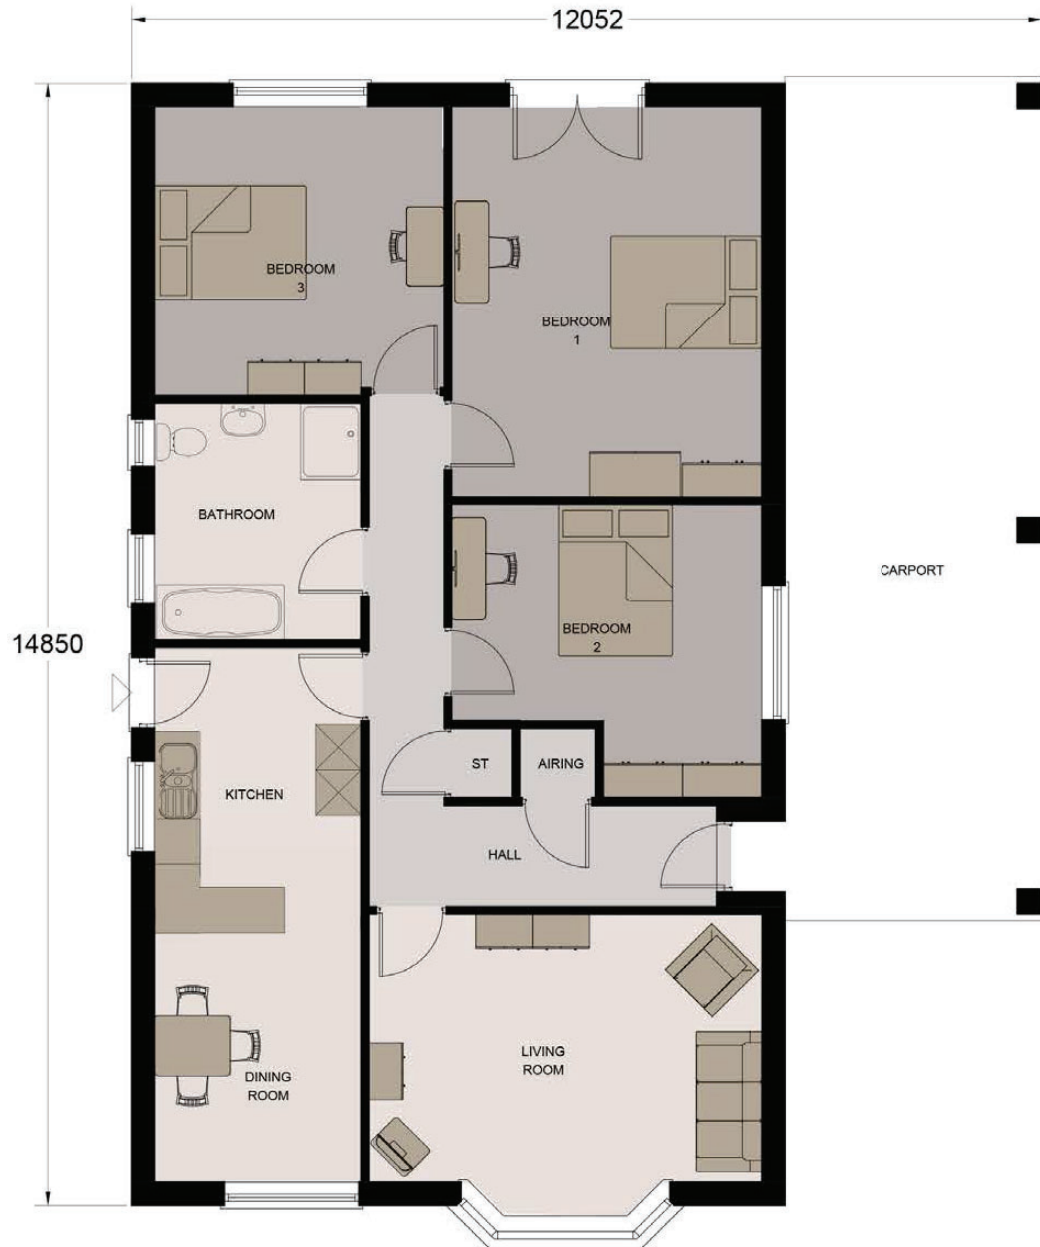 12052
BEDROOM
3
BEDROOM
1
BATHROOM
CARPORT
BEDROOM
2
14850
ST
AIRING
KITCHEN
HALL
LIVING
ROOM
DINING
ROOM